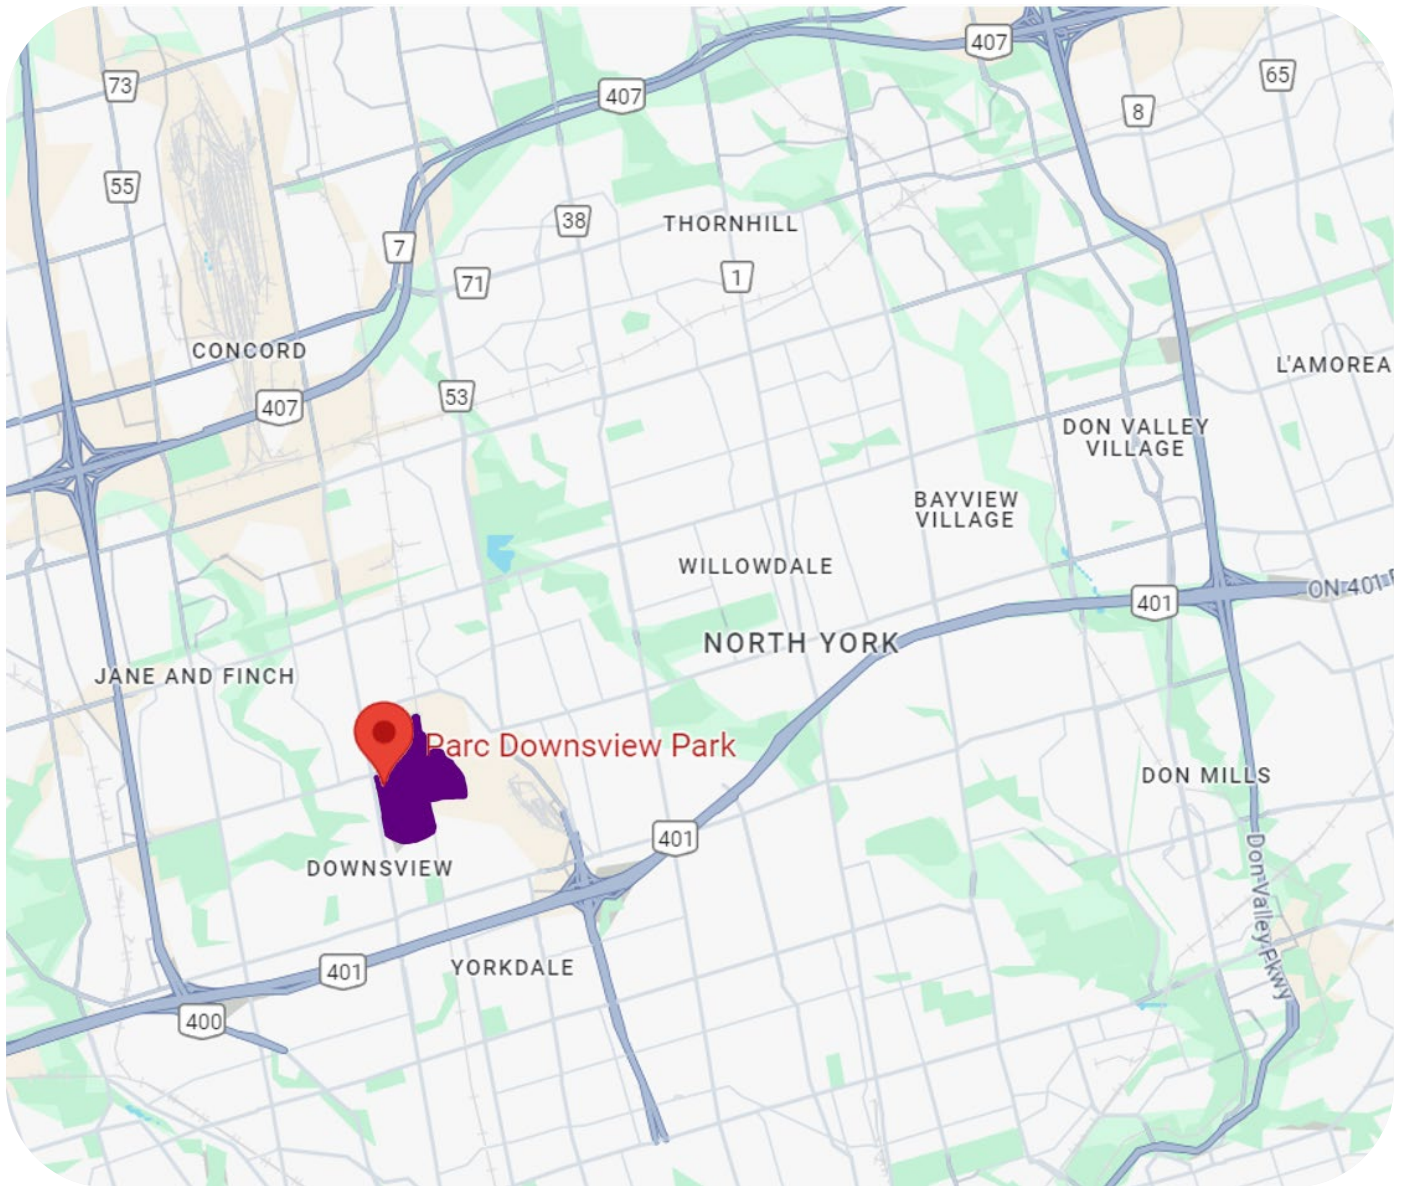 407
73
65
407
8
55
38
THORNHILL
7
1
71
CONCORD
L'AMOREA
53
407
DON VALLEY
VILLAGE
BAYVIEW
VILLAGE
WILLOWDALE
ON 401 E
401
NORTH YORK
JANE AND FINCH
Parc Downsview Park
DON MILLS
401
DOWNSVIEW
Don Valley Pkwy
YORKDALE
401
400